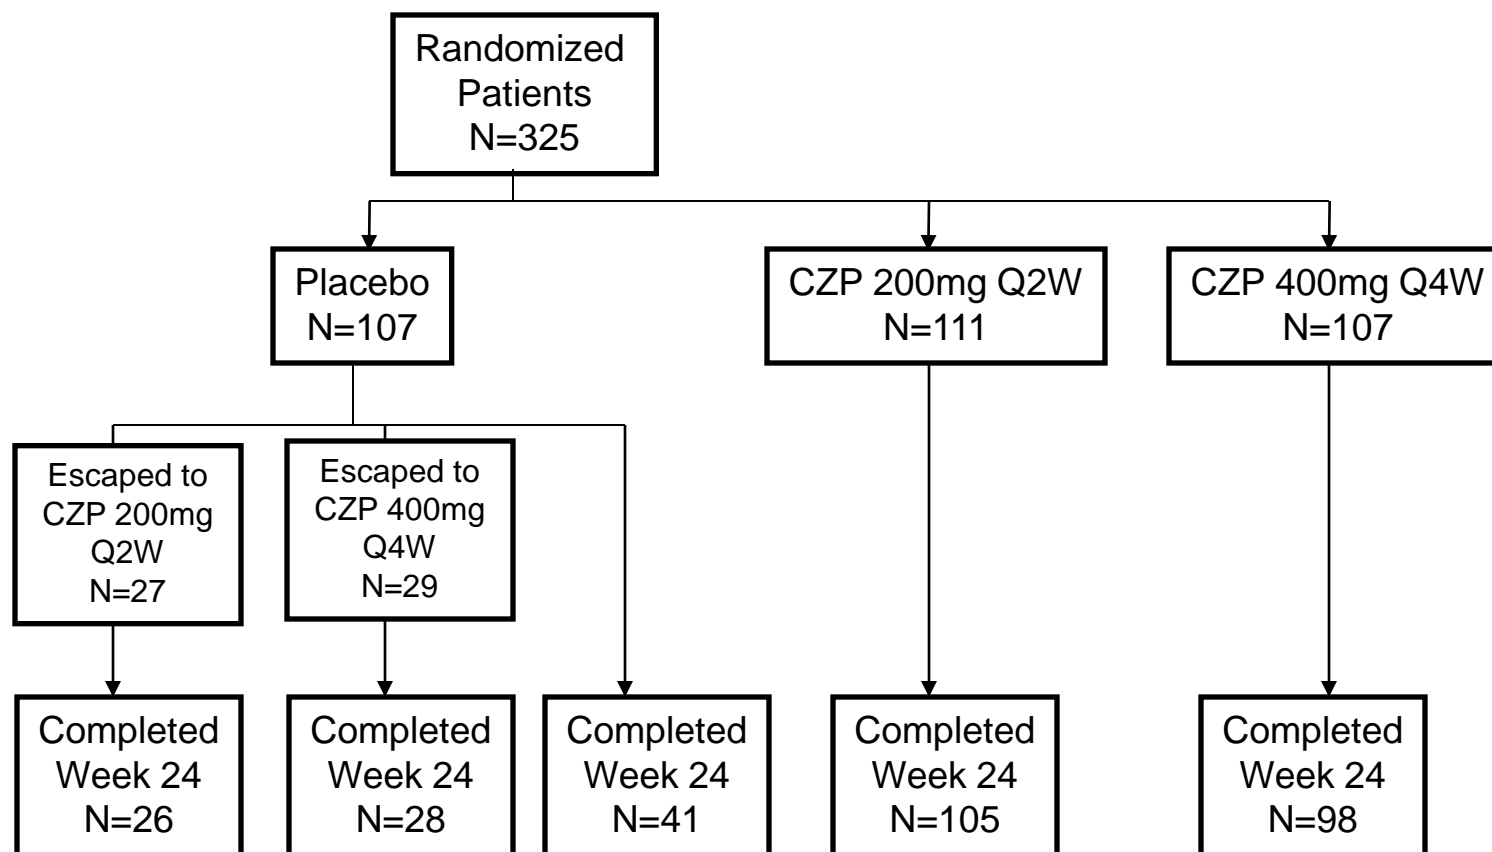 Randomized
Patients
N=325
Placebo
N=107
CZP 200mg Q2W
N=111
CZP 400mg Q4W
N=107
Escaped to
CZP 200mg
Q2W
N=27
Escaped to
CZP 400mg
Q4W
N=29
Completed
Week 24
N=26
Completed
Week 24
N=28
Completed
Week 24
N=41
Completed
Week 24
N=105
Completed
Week 24
N=98